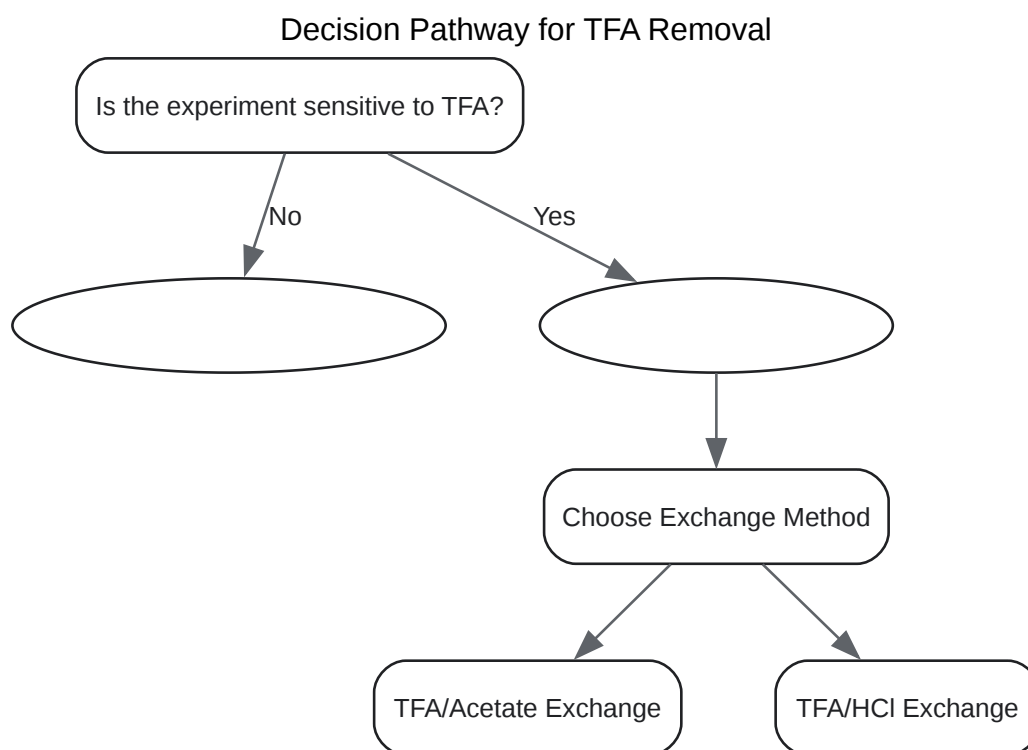 Decision Pathway for TFA Removal
Is the experiment sensitive to TFA?
No
Yes
Choose Exchange Method
TFA/Acetate Exchange
TFA/HCl Exchange